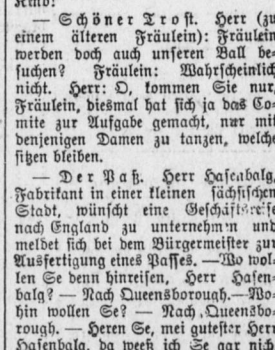 — Schöner Trost. Herr (zu
einem älteren Fräulein): Fräulein
werden doch auch unseren Ball be-
suchen? Fräulein: Wahrscheinlich
nicht. Herr: O, kommen Sie nur,
Fräulein, diesmal hat sich ja das Co-
mite zur Aufgabe gemacht, nur mit
denjenigen Damen zu tanzen, welche
sitzen bleiben.
— Der Paß. Herr Hasenbalg,
Fabrikant in einer kleinen sächsischen
Stadt, wünscht eine Geschäftsreise
nach England zu unternehmen und
meldet sich bei dem Bürgermeister zur
Ausfertigung eines Passes. —Wo wol-
len Se denn hinreisen, Herr Hasen-
balg? — Nach Queensborough.—Wo-
hin wollen Se? — Nach Queensbo-
rough. — Heren Se, mei gutester Herr
Hasenbalg, da weeß ich Se gar nich